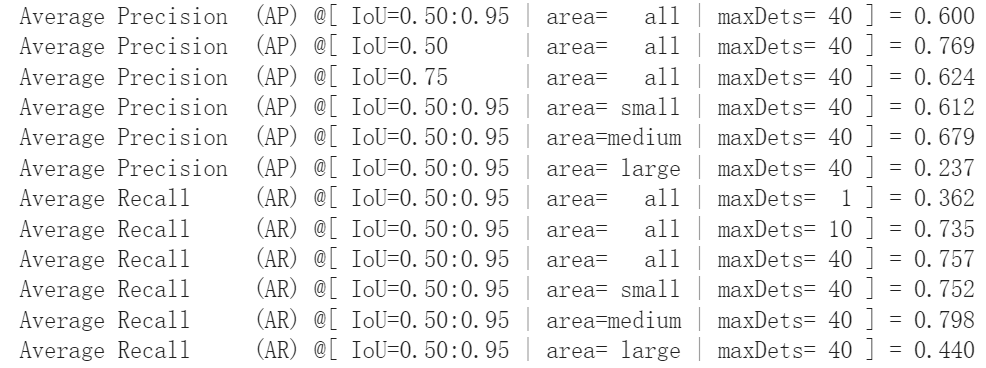 Average Precision  (AP) @[ IoU=0.50:0.95 | area=   all | maxDets= 40 ] = 0.600
Average Precision  (AP) @[ IoU=0.50      | area=   all | maxDets= 40 ] = 0.769
Average Precision  (AP) @[ IoU=0.75      | area=   all | maxDets= 40 ] = 0.624
Average Precision  (AP) @[ IoU=0.50:0.95 | area= small | maxDets= 40 ] = 0.612
Average Precision  (AP) @[ IoU=0.50:0.95 | area=medium | maxDets= 40 ] = 0.679
Average Precision  (AP) @[ IoU=0.50:0.95 | area= large | maxDets= 40 ] = 0.237
Average Recall     (AR) @[ IoU=0.50:0.95 | area=   all | maxDets=  1 ] = 0.362
Average Recall     (AR) @[ IoU=0.50:0.95 | area=   all | maxDets= 10 ] = 0.735
Average Recall     (AR) @[ IoU=0.50:0.95 | area=   all | maxDets= 40 ] = 0.757
Average Recall     (AR) @[ IoU=0.50:0.95 | area= small | maxDets= 40 ] = 0.752
Average Recall     (AR) @[ IoU=0.50:0.95 | area=medium | maxDets= 40 ] = 0.798
Average Recall     (AR) @[ IoU=0.50:0.95 | area= large | maxDets= 40 ] = 0.440